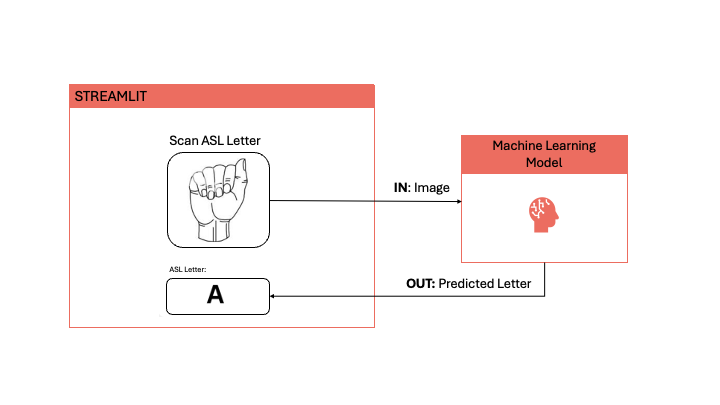 STREAMLIT
Scan ASL Letter
Machine Learning
Model
IN: Image
ASL Letter:
A
OUT: Predicted Letter